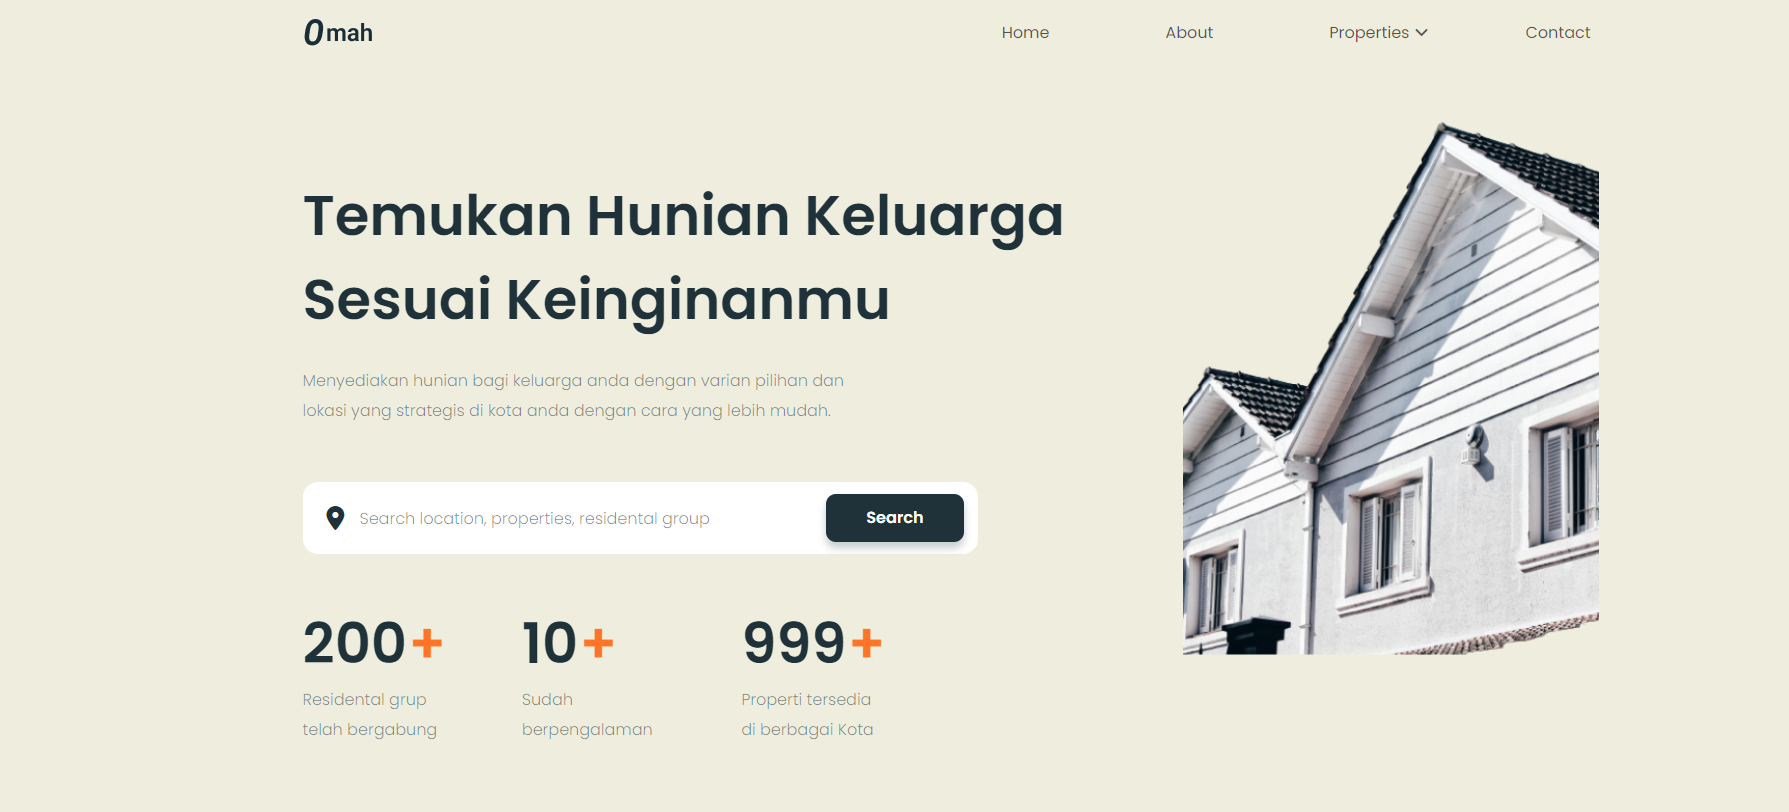 Omah
Home About Properties Contact
Temukan Hunian Keluarga
Sesuai Keinginanmu
Menyediakan hunian bagi keluarga anda dengan varian pilihan dan
lokasi yang strategis di kota anda dengan cara yang lebih mudah.
Search location, properties, residental group
Search
200+
Residental grup
telah bergabung
10+
Sudah
berpengalaman
999+
Properti tersedia
di berbagai Kota